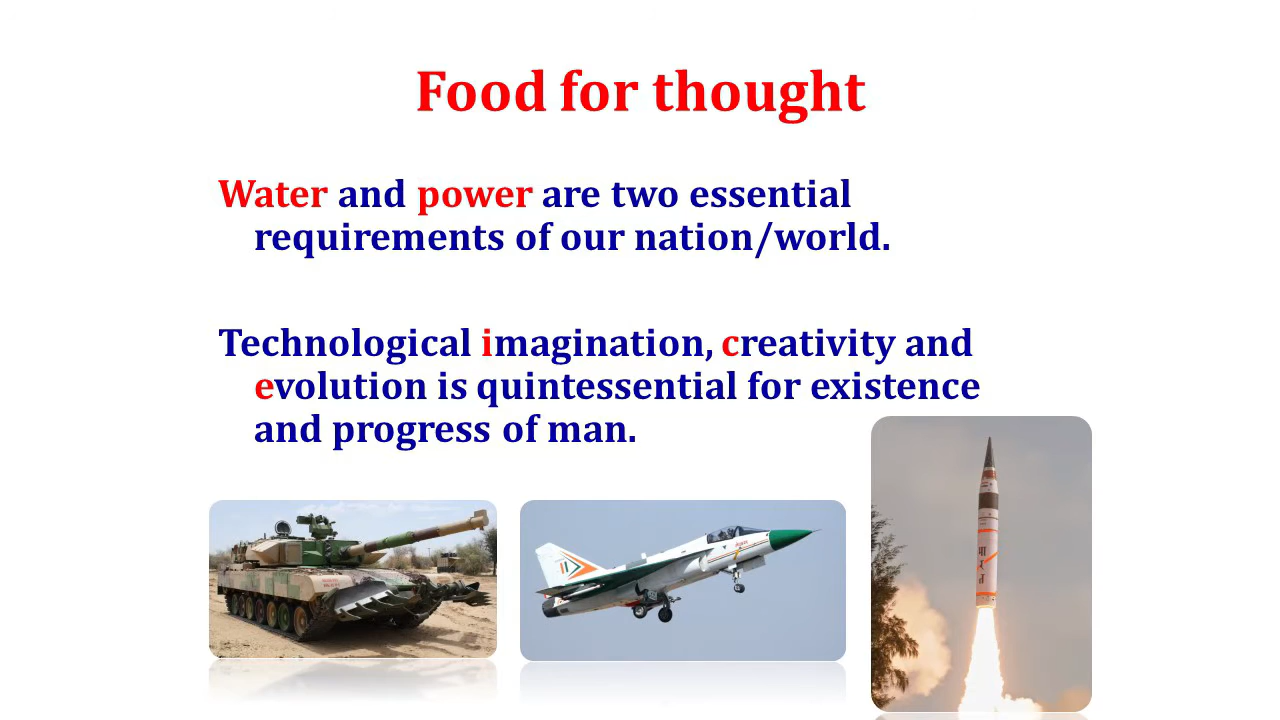 Food for thought
Water and power are two essential
requirements of our nation/world.
Technological imagination, creativity and
evolution is quintessential for existence
and progress of man.